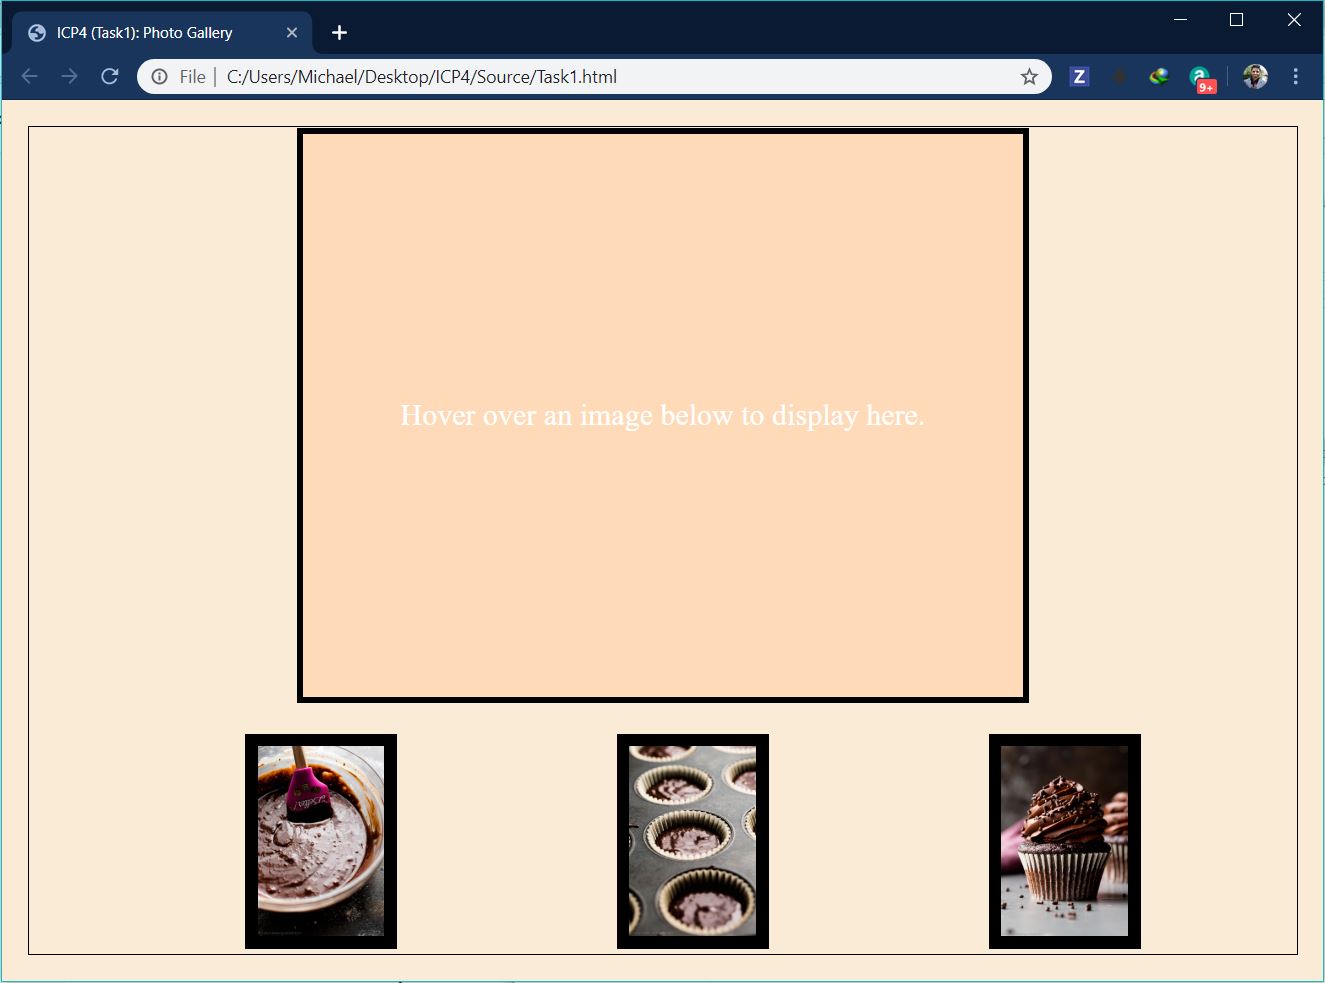 ICP4 (Task1): Photo Gallery
File | C:/Users/Michael/Desktop/ICP4/Source/Task1.html
Z
a
9+
Hover over an image below to display here.